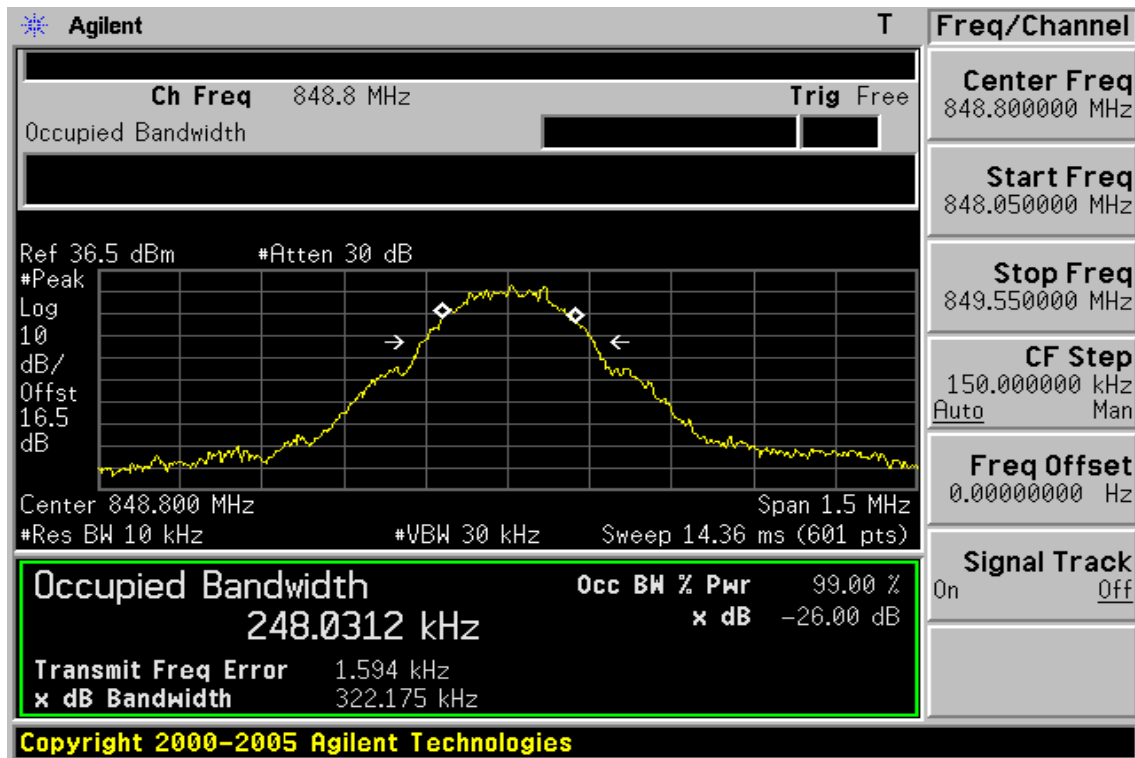 Agilent T
Ch Freq 848.8 MHz Trig Free
Occupied Bandwidth
Ref 36.5 dBm #Atten 30 dB
#Peak
Log
10
dB/
Offst
16.5
dB
Center 848.800 MHz Span 1.5 MHz
#Res BW 10 kHz #VBW 30 kHz Sweep 14.36 ms (601 pts)
Occupied Bandwidth Occ BW % Pwr 99.00 %
248.0312 kHz x dB -26.00 dB
Transmit Freq Error 1.594 kHz
x dB Bandwidth 322.175 kHz
Copyright 2000-2005 Agilent Technologies
Freq/Channel
Center Freq
848.800000 MHz
Start Freq
848.050000 MHz
Stop Freq
849.550000 MHz
CF Step
150.000000 kHz
Auto Man
Freq Offset
0.00000000 Hz
Signal Track
On Off